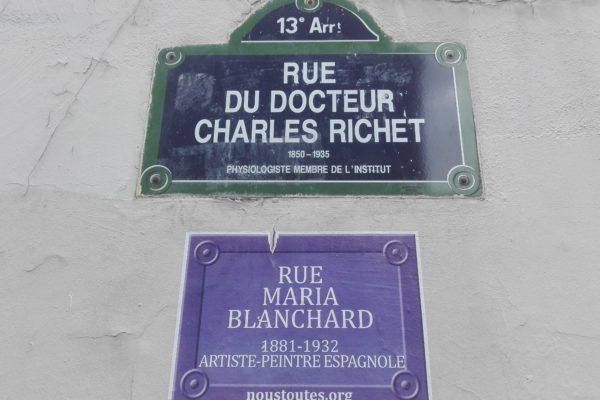 13e Arrt
RUE
DU DOCTEUR
CHARLES RICHET
1850-1935
PHYSIOLOGISTE MEMBRE DE L'INSTITUT
RUE
MARIA
BLANCHARD
1881-1932
ARTISTE-PEINTRE ESPAGNOLE
noustoutes.org